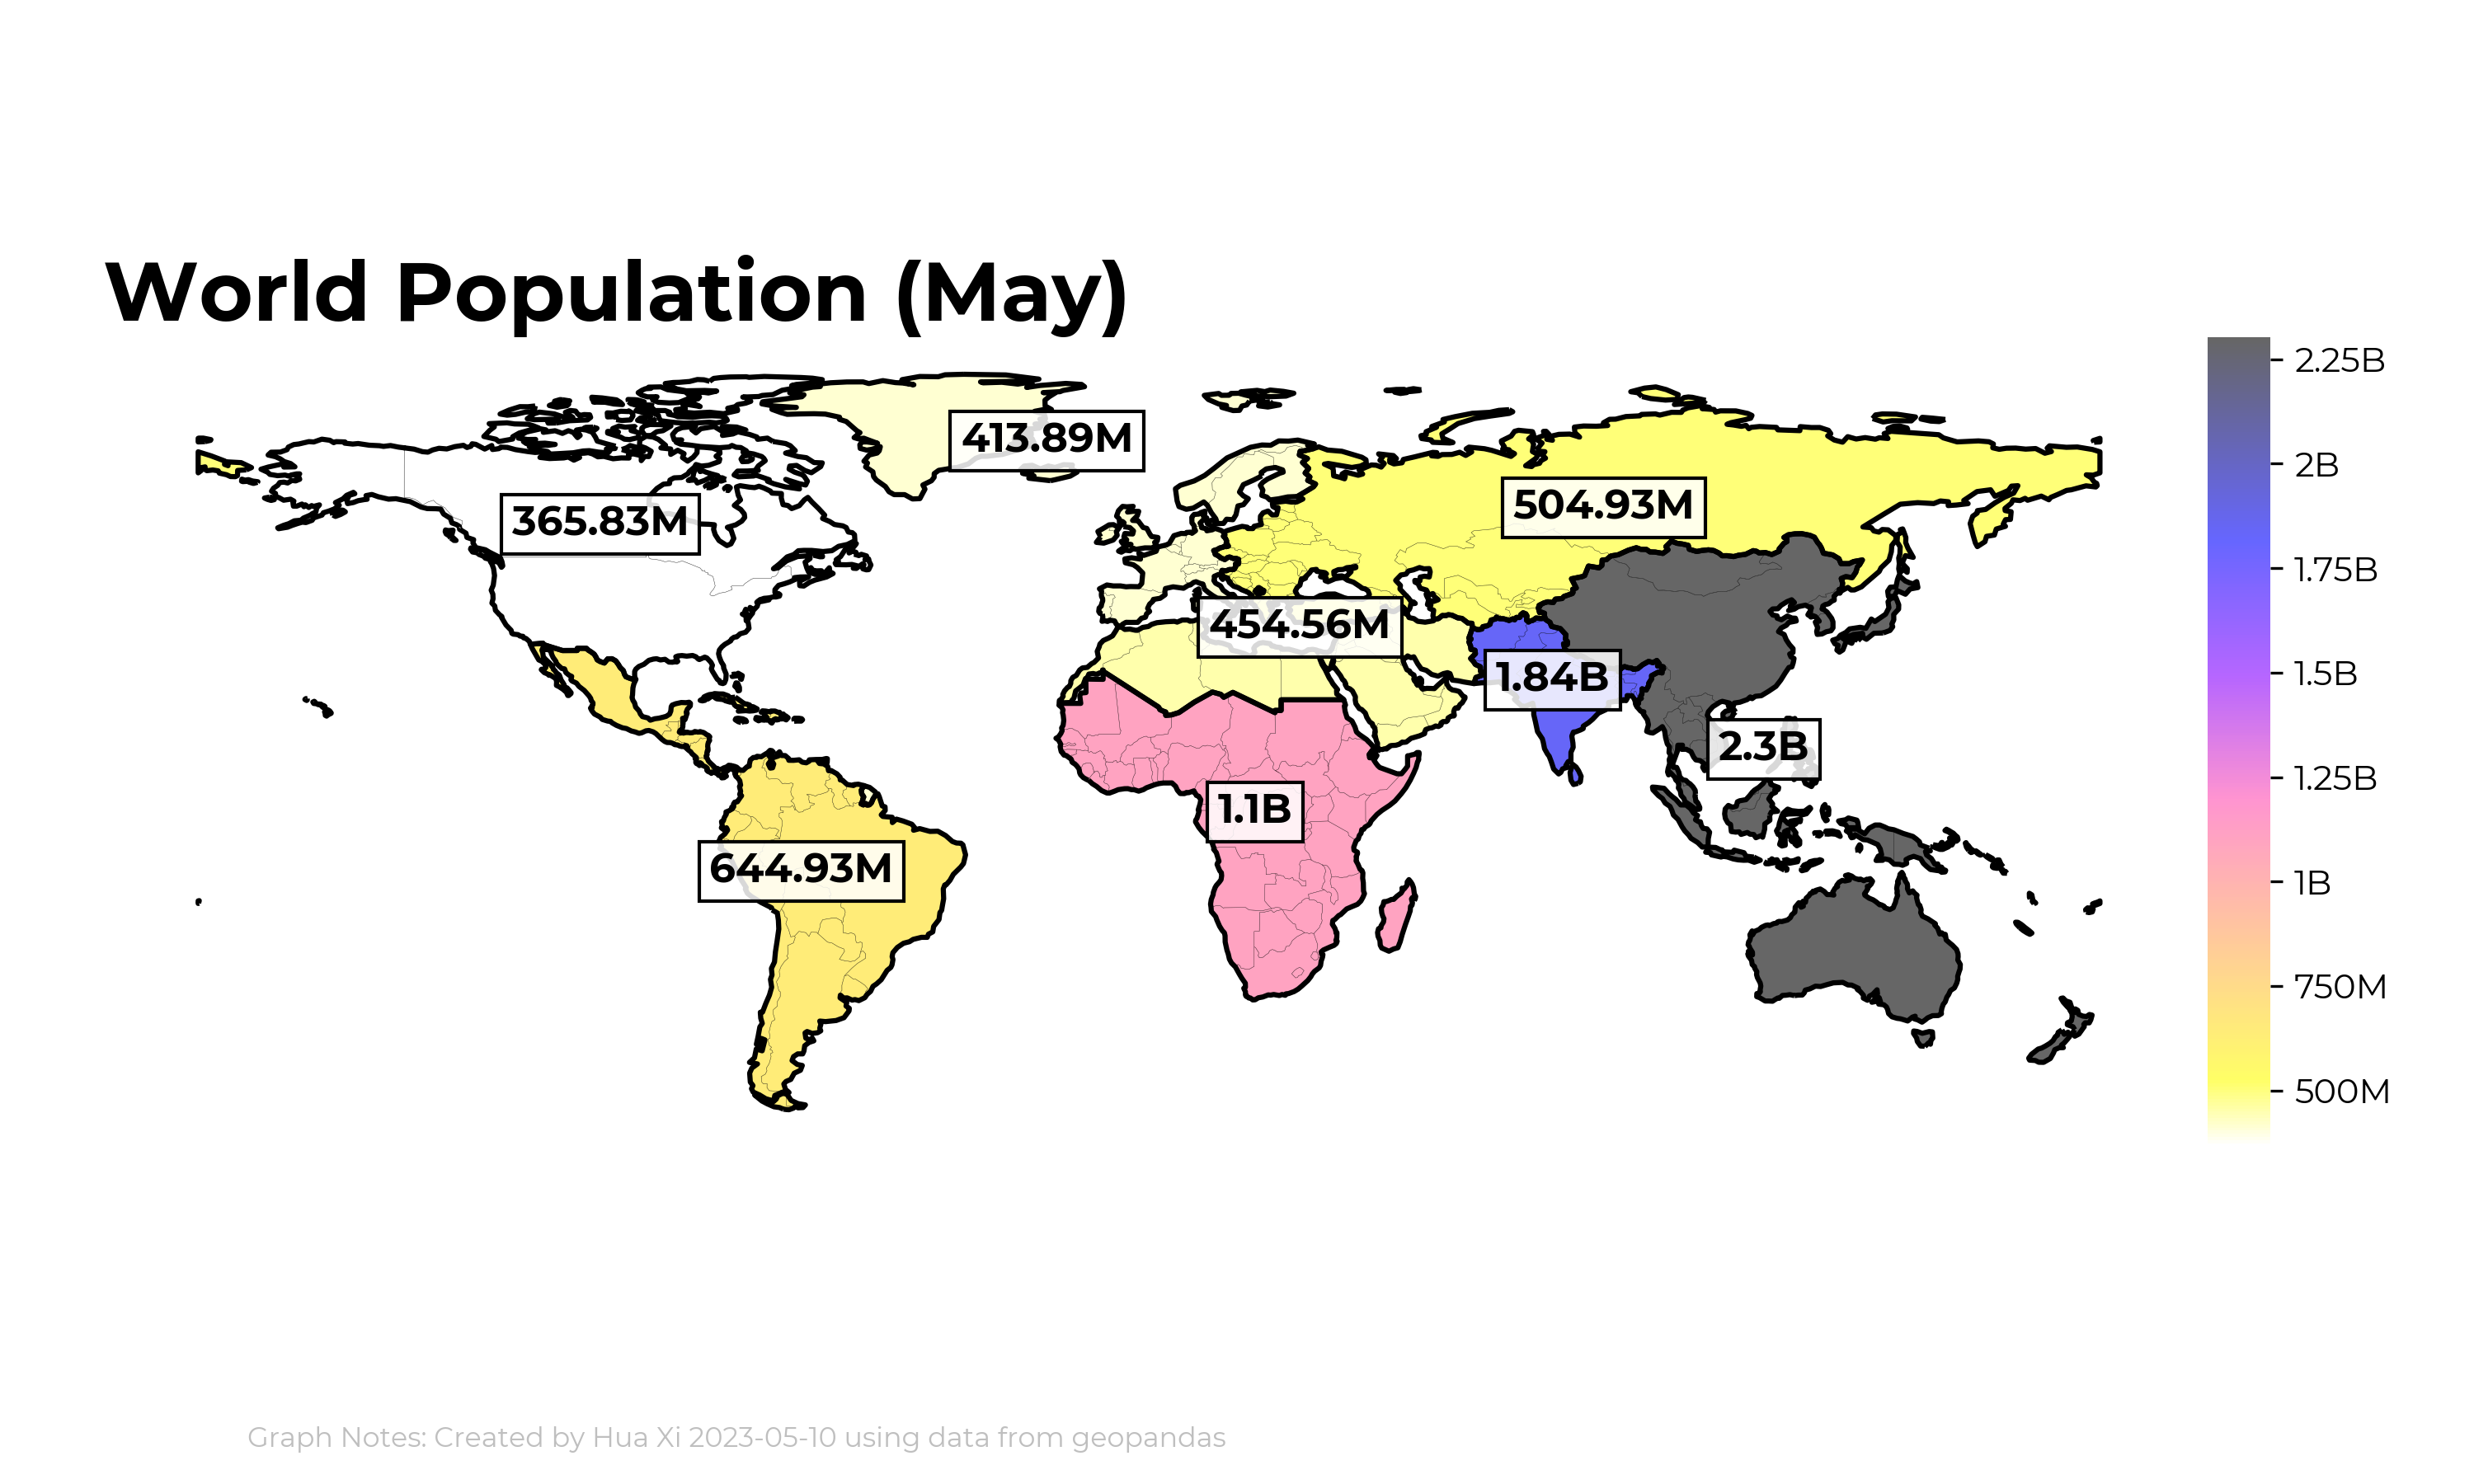 World Population (May)
413.89M
365.83M
504.93M
454.56M
1.84B
2.3B
1.1B
644.93M
2.25B
2B
1.75B
1.5B
1.25B
1B
750M
500M
Graph Notes: Created by Hua Xi 2023-05-10 using data from geopandas